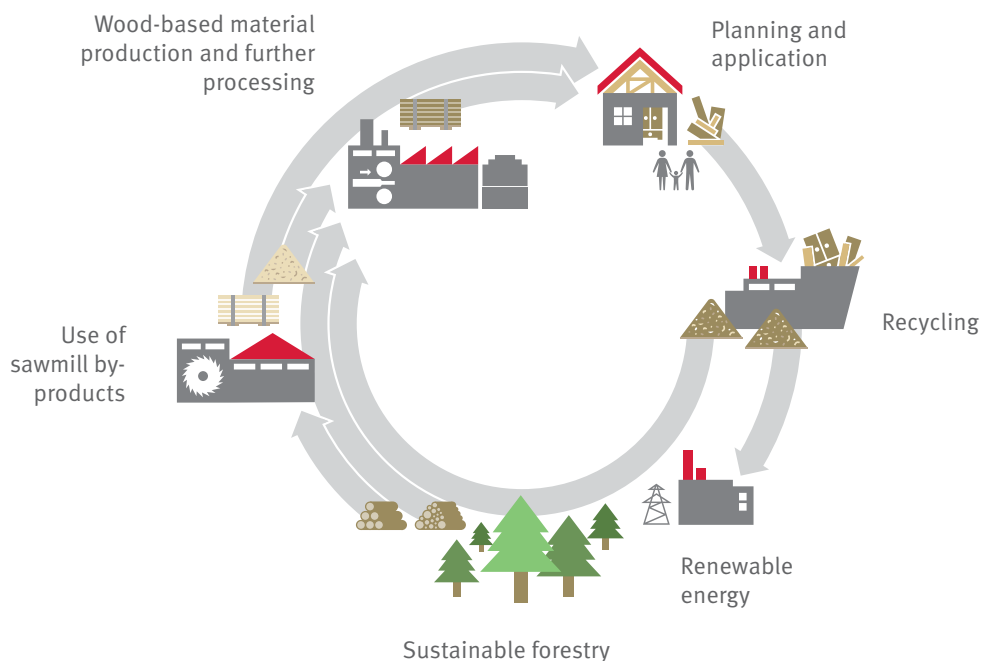 Wood-based material
production and further
processing
Planning and
application
Recycling
Use of
sawmill by-
products
Renewable
energy
Sustainable forestry